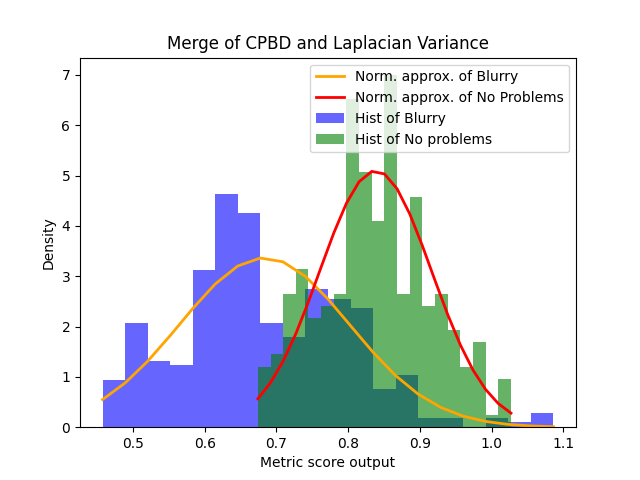 Merge of CPBD and Laplacian Variance
Norm. approx. of Blurry
Norm. approx. of No Problems
Hist of Blurry
Hist of No problems
Density
7
6
5
4
3
2
1
0
0.5 0.6 0.7 0.8 0.9 1.0 1.1
Metric score output